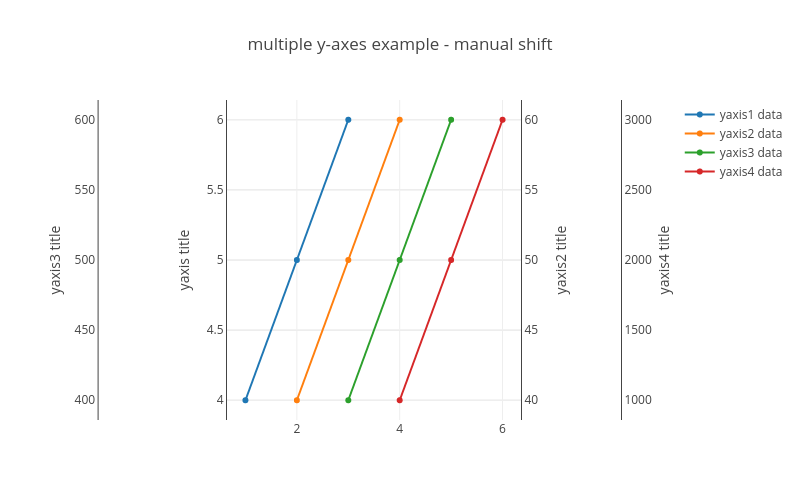 multiple y-axes example - manual shift
600
550
500
450
400
yaxis3 title
6
5.5
5
4.5
4
yaxis title
2
4
6
60
55
50
45
40
yaxis2 title
3000
2500
2000
1500
1000
yaxis4 title
yaxis1 data
yaxis2 data
yaxis3 data
yaxis4 data